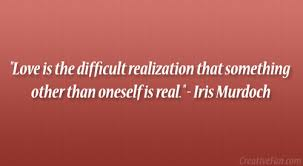 "Love is the difficult realization that something
other than oneself is real." - Iris Murdoch
CreativeFan.com